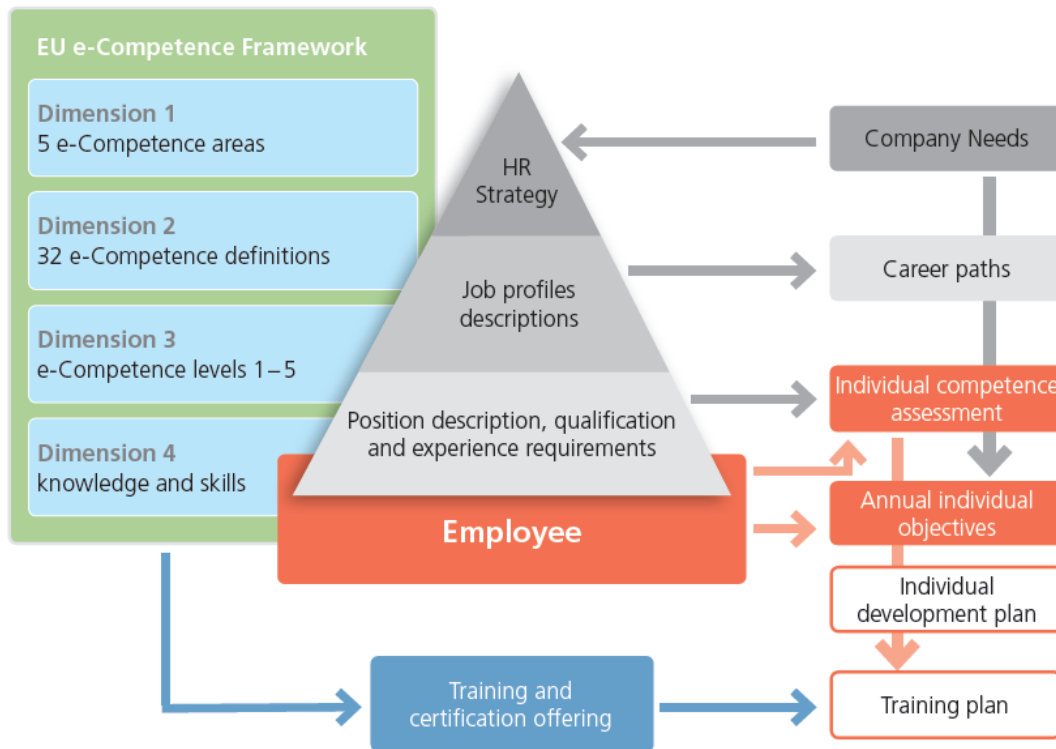 EU e-Competence Framework
Dimension 1
5 e-Competence areas
Dimension 2
32 e-Competence definitions
Dimension 3
e-Competence levels 1–5
Dimension 4
knowledge and skills
HR
Strategy
Job profiles
descriptions
Position description, qualification
and experience requirements
Employee
Company Needs
Career paths
Individual competence
assessment
Annual individual
objectives
Individual
development plan
Training and
certification offering
Training plan